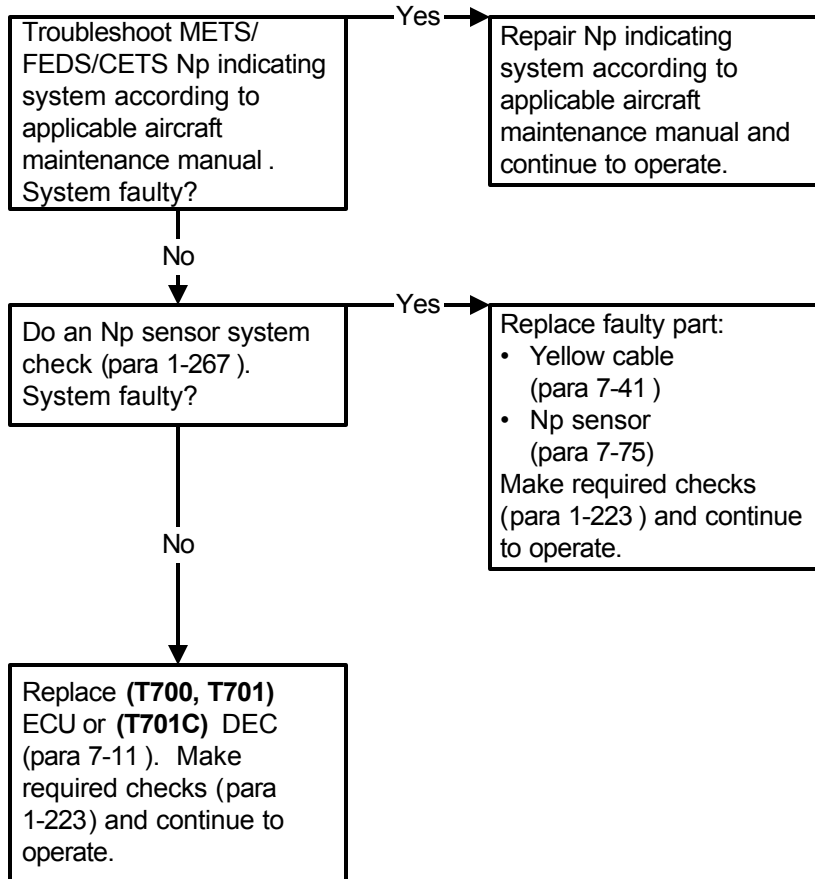 Troubleshoot METS/
FEDS/CETS Np indicating
system according to
applicable aircraft
maintenance manual .
System faulty?
Yes
Repair Np indicating
system according to
applicable aircraft
maintenance manual and
continue to operate.
No
Do an Np sensor system
check (para 1-267 ).
System faulty?
Yes
Replace faulty part:
• Yellow cable
(para 7-41 )
• Np sensor
(para 7-75)
Make required checks
(para 1-223 ) and continue
to operate.
No
Replace (T700, T701)
ECU or (T701C) DEC
(para 7-11 ). Make
required checks (para
1-223) and continue to
operate.